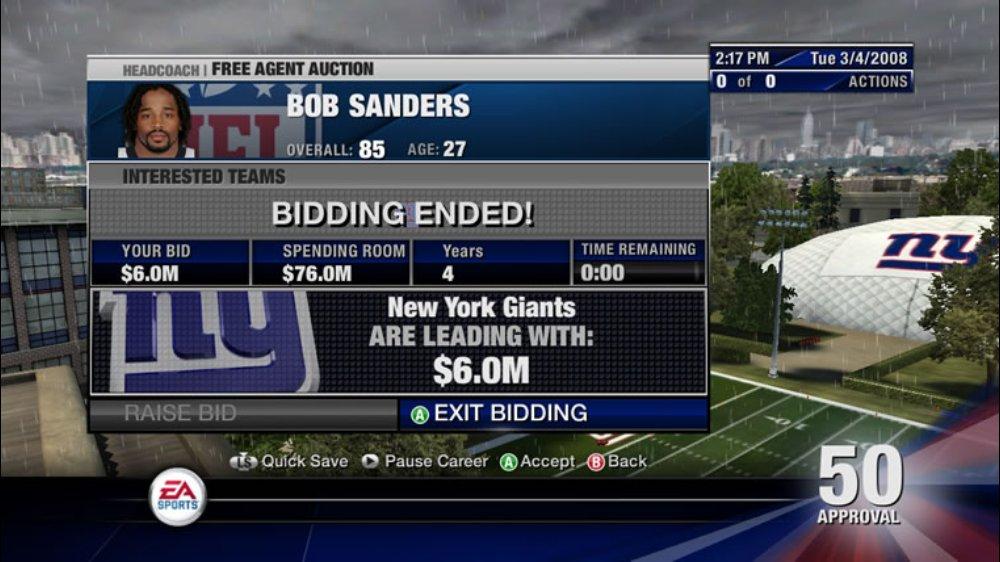 HEADCOACH | FREE AGENT AUCTION
2:17 PM Tue 3/4/2008
0 of 0 ACTIONS
BOB SANDERS
OVERALL: 85 AGE: 27
INTERESTED TEAMS
BIDDING ENDED!
YOUR BID SPENDING ROOM Years TIME REMAINING
$6.0M $76.0M 4 0:00
ny
New York Giants
ARE LEADING WITH:
$6.0M
RAISE BID A EXIT BIDDING
LS Quick Save Pause Career A Accept B Back
EA
SPORTS
50
APPROVAL